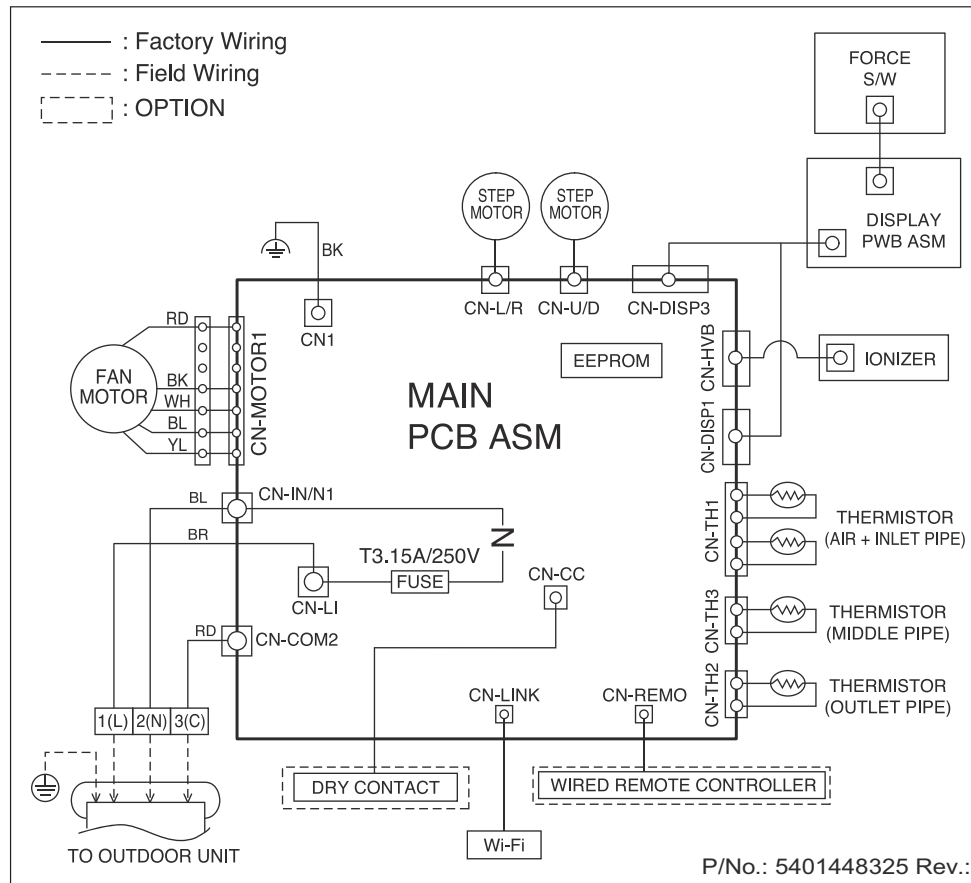 : Factory Wiring
: Field Wiring
: OPTION
FORCE
S/W
DISPLAY
PWB ASM
STEP
MOTOR
STEP
MOTOR
BK
CN1
CN-L/R
CN-U/D
CN-DISP3
RD
BK
WH
BL
YL
FAN
MOTOR
CN-MOTOR1
EEPROM
CN-HVB
IONIZER
MAIN
PCB ASM
CN-DISP1
BL
CN-IN/N1
BR
T3.15A/250V
FUSE
N
CN-LI
CN-CC
CN-TH1
THERMISTOR
(AIR + INLET PIPE)
RD
CN-COM2
CN-TH3
THERMISTOR
(MIDDLE PIPE)
CN-TH2
THERMISTOR
(OUTLET PIPE)
CN-LINK
CN-REMO
1(L) 2(N) 3(C)
DRY CONTACT
WIRED REMOTE CONTROLLER
Wi-Fi
TO OUTDOOR UNIT
P/No.: 5401448325 Rev.: